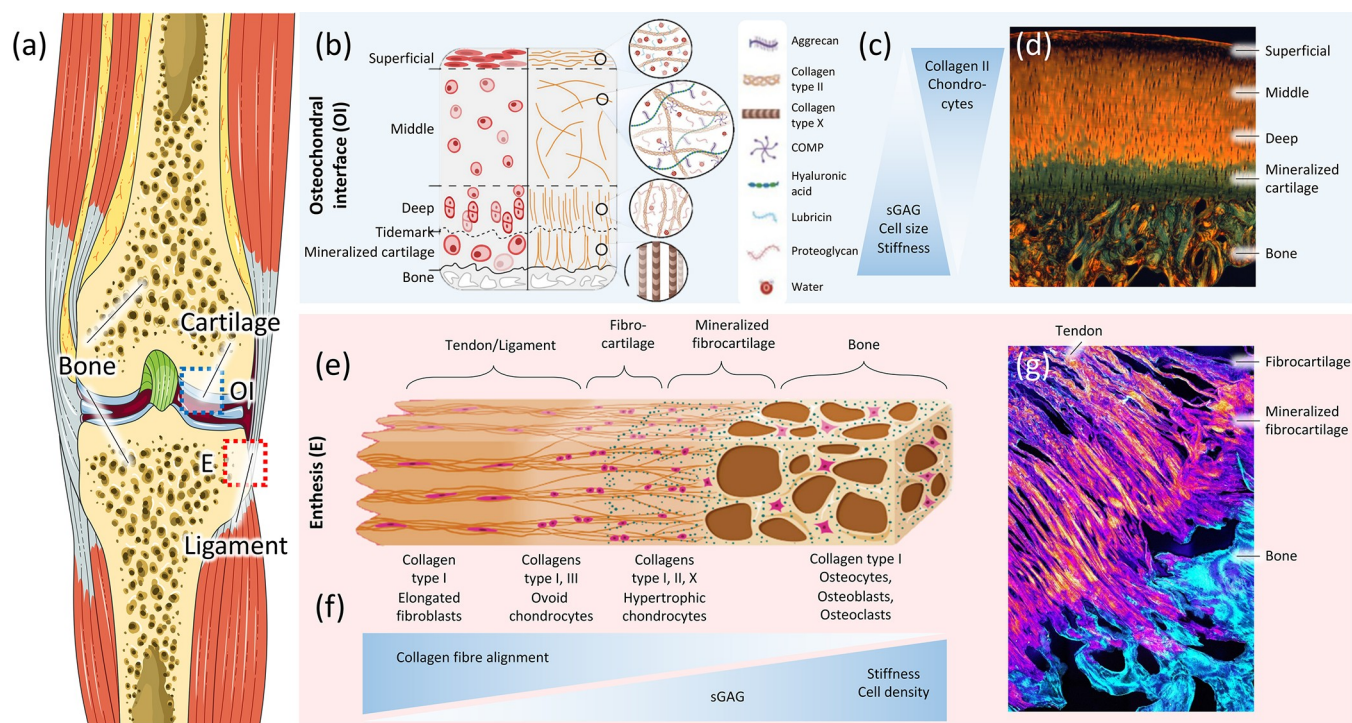 (a)
Cartilage
Bone
OI
E
Ligament
(b)
Osteochondral
interface (OI)
Superficial
Middle
Deep
Tidemark
Mineralized cartilage
Bone
Aggrecan
Collagen
type II
Collagen
type X
COMP
Hyaluronic
acid
Lubricin
Proteoglycan
Water
(c)
Collagen II
Chondro-
cytes
sGAG
Cell size
Stiffness
(d)
Superficial
Middle
Deep
Mineralized
cartilage
Bone
(e)
Enthesis (E)
Tendon/Ligament
Fibro-
cartilage
Mineralized
fibrocartilage
Bone
Collagen
type I
Elongated
fibroblasts
Collagens
type I, III
Ovoid
chondrocytes
Collagens
type I, II, X
Hypertrophic
chondrocytes
Collagen type I
Osteocytes,
Osteoblasts,
Osteoclasts
(f)
Collagen fibre alignment
sGAG
Stiffness
Cell density
(g)
Tendon
Fibrocartilage
Mineralized
fibrocartilage
Bone